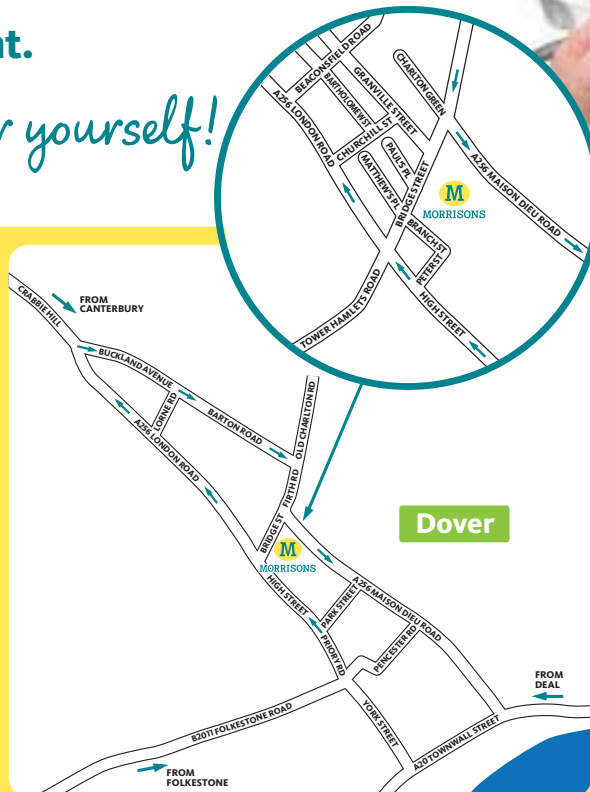 nt.
r yourself!
BEACONSFIELD ROAD
A256 LONDON ROAD
BARTHOLOMEW ST
GRANVILLE STREET
CHARLTON GREEN
CHURCHILL ST
PAULS PL
MATTHEW'S PL
BRIDGE STREET
A256 MAISON DIEU ROAD
M
MORRISONS
BRANCH ST
PETER ST
TOWER HAMLETS ROAD
HIGH STREET
CRABBIE HILL
FROM
CANTERBURY
BUCKLAND AVENUE
LORNE RD
BARTON ROAD
OLD CHARLTON RD
A256 LONDON ROAD
FIRTH RD
BRIDGE ST
Dover
M
MORRISONS
HIGH STREET
PARK STREET
A256 MAISON DIEU ROAD
PRIORY RD
PENCESTER RD
FROM
DEAL
B2011 FOLKESTONE ROAD
YORK STREET
A20 TOWNWALL STREET
FROM
FOLKESTONE